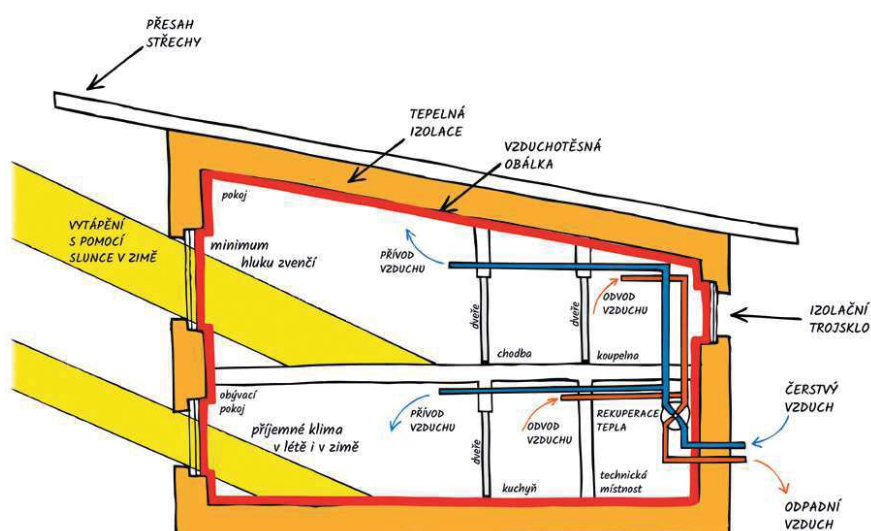 PŘESAH
STŘECHY
TEPELNÁ
IZOLACE
VZDUCHOTĚSNÁ
OBÁLKA
pokoj
VYTÁPĚNÍ
S POMOCÍ
SLUNCE V ZIMĚ
minimum
hluku zvenčí
PŘÍVOD
VZDUCHU
ODVOD
VZDUCHU
dveře
dveře
chodba
koupelna
IZOLAČNÍ
TROJSKLO
obývací
pokoj
příjemné klima
v létě i v zimě
PŘÍVOD
VZDUCHU
dveře
ODVOD
VZDUCHU
REKUPERACE
TEPLA
kuchyň
technická
místnost
ČERSTVÝ
VZDUCH
ODPADNÍ
VZDUCH